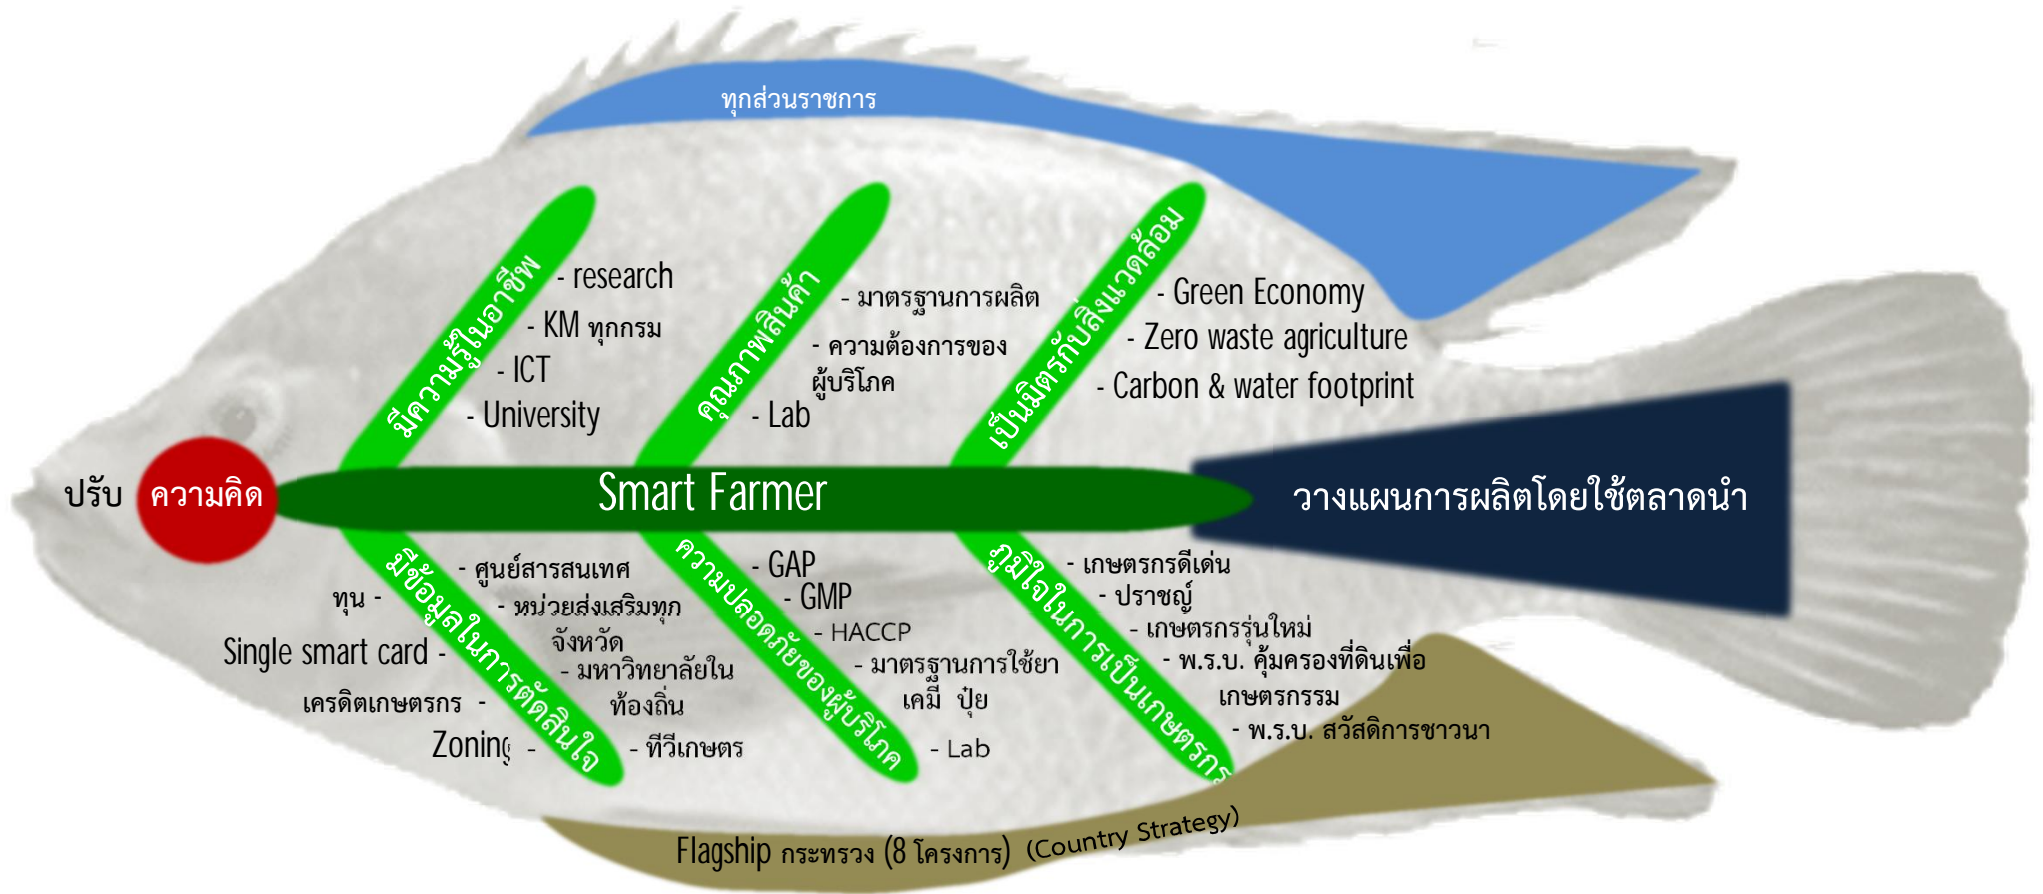 ทุกส่วนราชการ
มีความรู้ในอาชีพ
- research
- KM ทุกกรม
- ICT
- University
คุณภาพสินค้า
- มาตรฐานการผลิต
- ความต้องการของ
ผู้บริโภค
- Lab
เป็นมิตรกับสิ่งแวดล้อม
- Green Economy
- Zero waste agriculture
- Carbon & water footprint
ปรับ
ความคิด
Smart Farmer
วางแผนการผลิตโดยใช้ตลาดนำ
มีข้อมูลในการตัดสินใจ
ทุน -
Single smart card -
เครดิตเกษตรกร -
Zoning -
- ศูนย์สารสนเทศ
- หน่วยส่งเสริมทุก
จังหวัด
- มหาวิทยาลัยใน
ท้องถิ่น
- ทีวีเกษตร
ความปลอดภัยของผู้บริโภค
- GAP
- GMP
- HACCP
- มาตรฐานการใช้ยา
เคมี ปุ๋ย
- Lab
ภูมิใจในการเป็นเกษตรกร
- เกษตรกรดีเด่น
- ปราชญ์
- เกษตรกรรุ่นใหม่
- พ.ร.บ. คุ้มครองที่ดินเพื่อ
เกษตรกรรม
- พ.ร.บ. สวัสดิการชาวนา
Flagship กระทรวง (8 โครงการ) (Country Strategy)